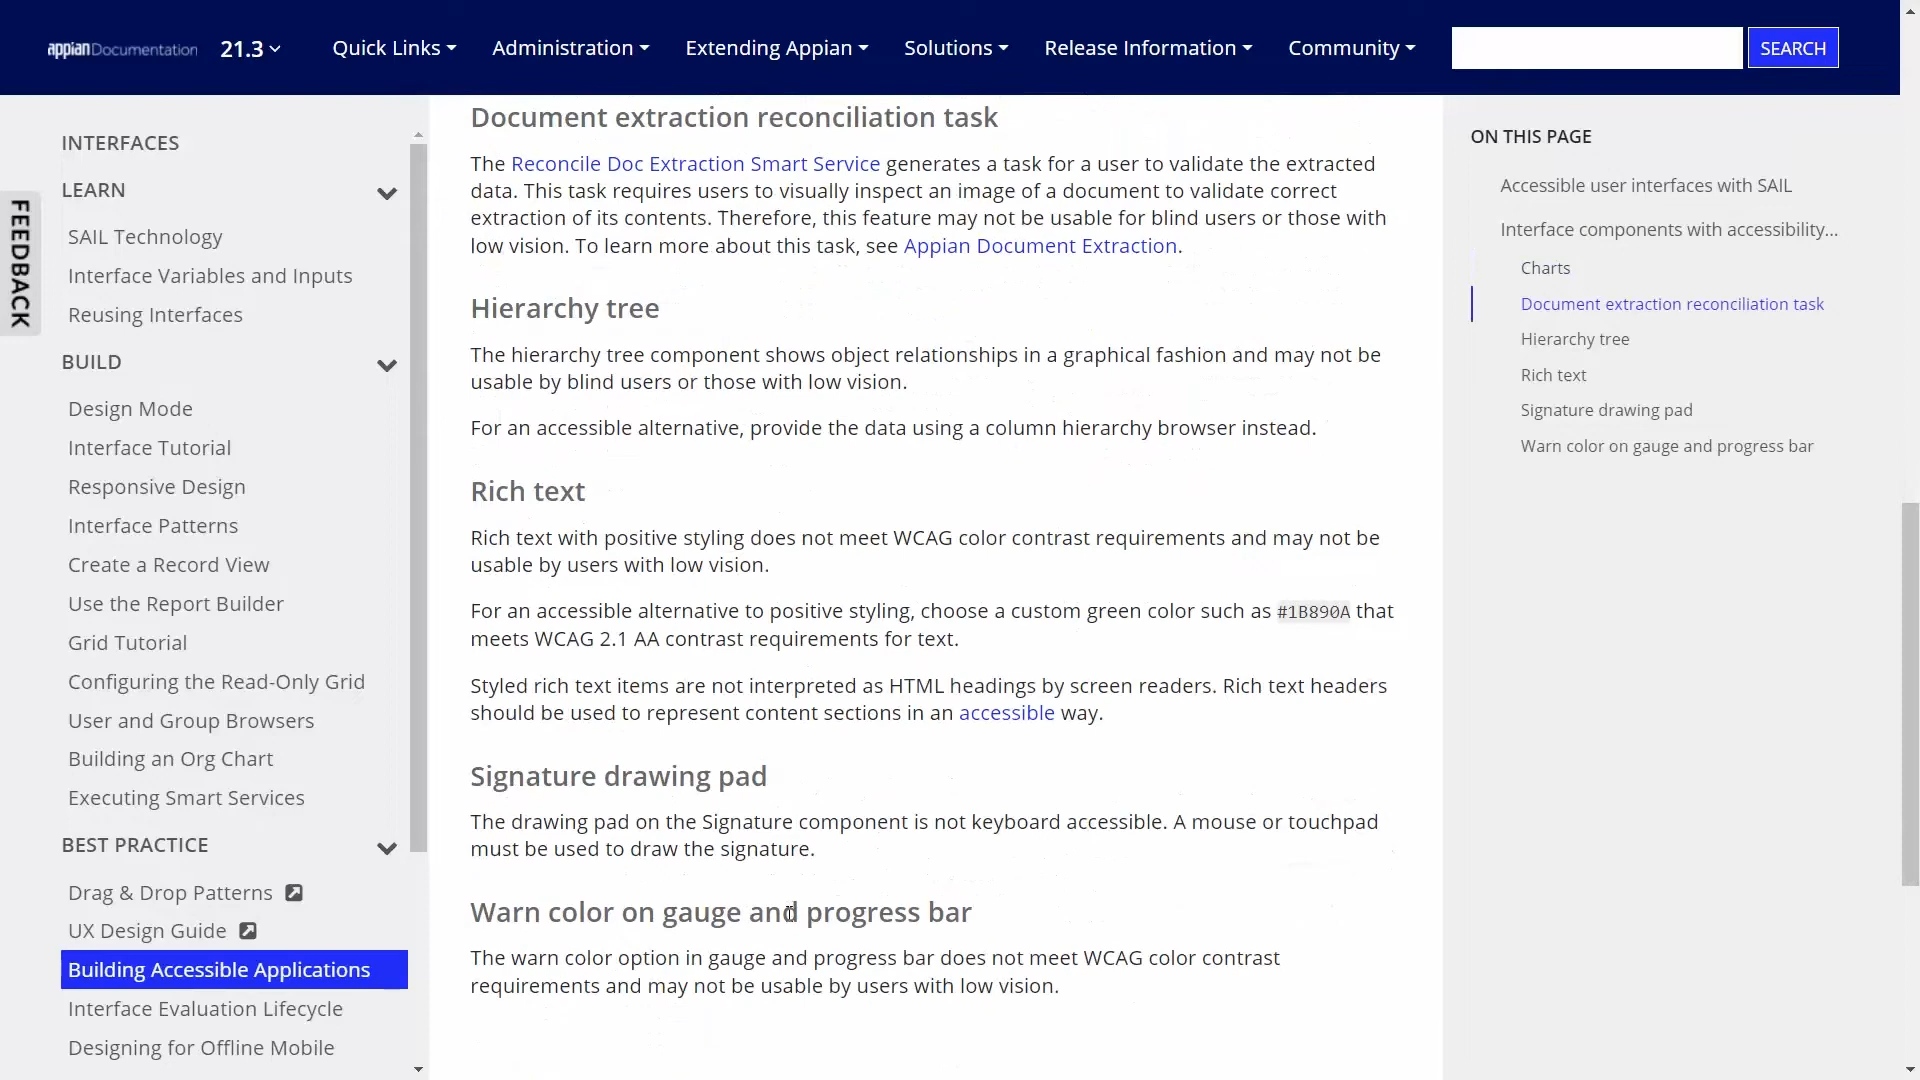 appian Documentation 21.3 Quick Links Administration Extending Appian Solutions Release Information Community SEARCH
FEEDBACK
INTERFACES
LEARN
SAIL Technology
Interface Variables and Inputs
Reusing Interfaces
BUILD
Design Mode
Interface Tutorial
Responsive Design
Interface Patterns
Create a Record View
Use the Report Builder
Grid Tutorial
Configuring the Read-Only Grid
User and Group Browsers
Building an Org Chart
Executing Smart Services
BEST PRACTICE
Drag & Drop Patterns
UX Design Guide
Building Accessible Applications
Interface Evaluation Lifecycle
Designing for Offline Mobile
Document extraction reconciliation task
The Reconcile Doc Extraction Smart Service generates a task for a user to validate the extracted
data. This task requires users to visually inspect an image of a document to validate correct
extraction of its contents. Therefore, this feature may not be usable for blind users or those with
low vision. To learn more about this task, see Appian Document Extraction.
Hierarchy tree
The hierarchy tree component shows object relationships in a graphical fashion and may not be
usable by blind users or those with low vision.
For an accessible alternative, provide the data using a column hierarchy browser instead.
Rich text
Rich text with positive styling does not meet WCAG color contrast requirements and may not be
usable by users with low vision.
For an accessible alternative to positive styling, choose a custom green color such as #1B890A that
meets WCAG 2.1 AA contrast requirements for text.
Styled rich text items are not interpreted as HTML headings by screen readers. Rich text headers
should be used to represent content sections in an accessible way.
Signature drawing pad
The drawing pad on the Signature component is not keyboard accessible. A mouse or touchpad
must be used to draw the signature.
Warn color on gauge and progress bar
The warn color option in gauge and progress bar does not meet WCAG color contrast
requirements and may not be usable by users with low vision.
ON THIS PAGE
Accessible user interfaces with SAIL
Interface components with accessibility...
Charts
Document extraction reconciliation task
Hierarchy tree
Rich text
Signature drawing pad
Warn color on gauge and progress bar